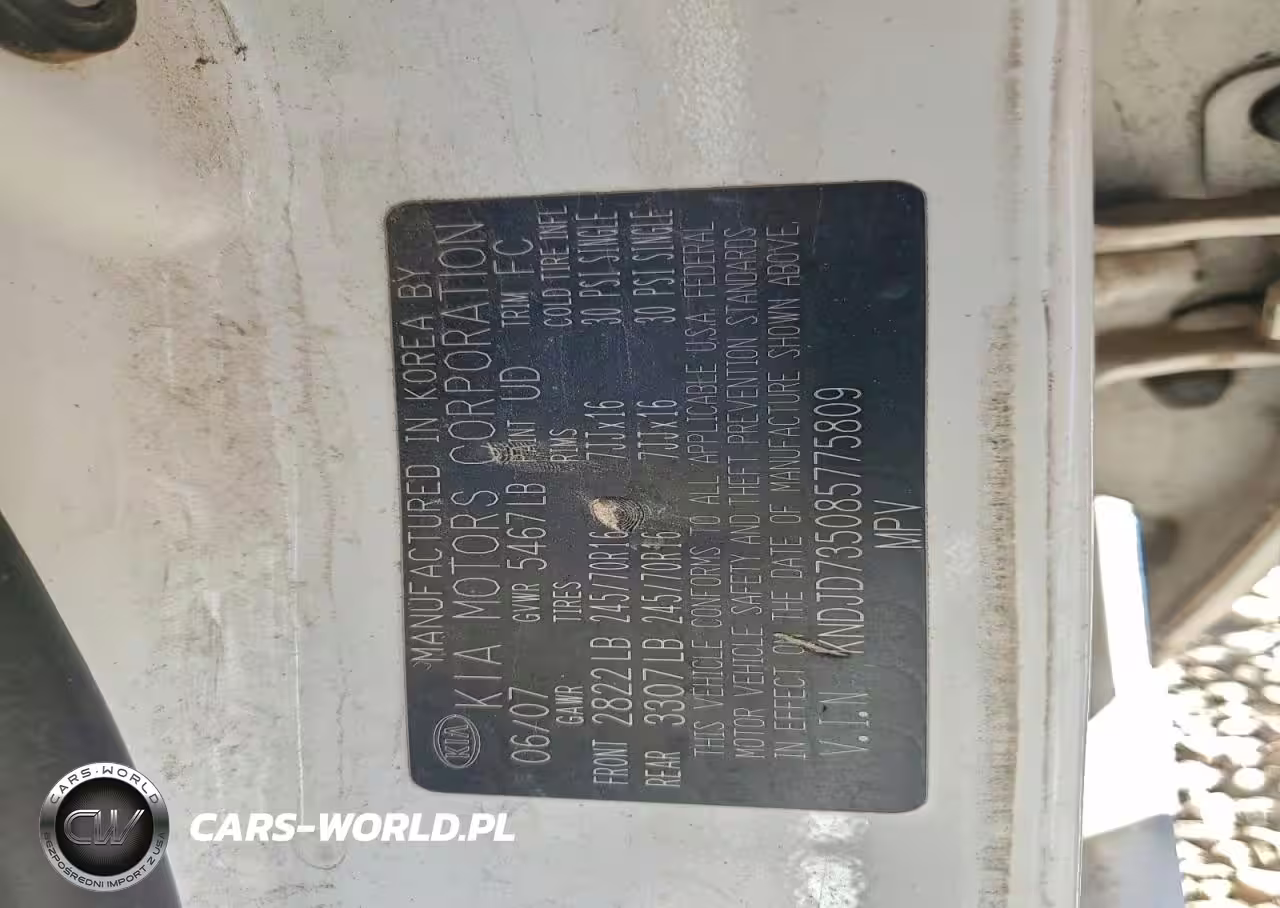 MANUFACTURED IN KOREA BY
KIA KIA MOTORS CORPORATION
06/07 GVWR 5467LB PAINT UD TRIM FC
GAWR TIRES RIMS COLD TIRE INFL
FRONT 2822LB 245/70R16 7JJx16 30 PSI SINGLE
REAR 3307LB 245/70R16 7JJx16 30 PSI SINGLE
THIS VEHICLE CONFORMS TO ALL APPLICABLE U.S.A. FEDERAL
MOTOR VEHICLE SAFETY AND THEFT PREVENTION STANDARDS
IN EFFECT ON THE DATE OF MANUFACTURE SHOWN ABOVE.
V.I.N KNDJD735085775809
MPV
CARS-WORLD
CW
BEZPOŚREDNI IMPORT Z USA
CARS-WORLD.PL